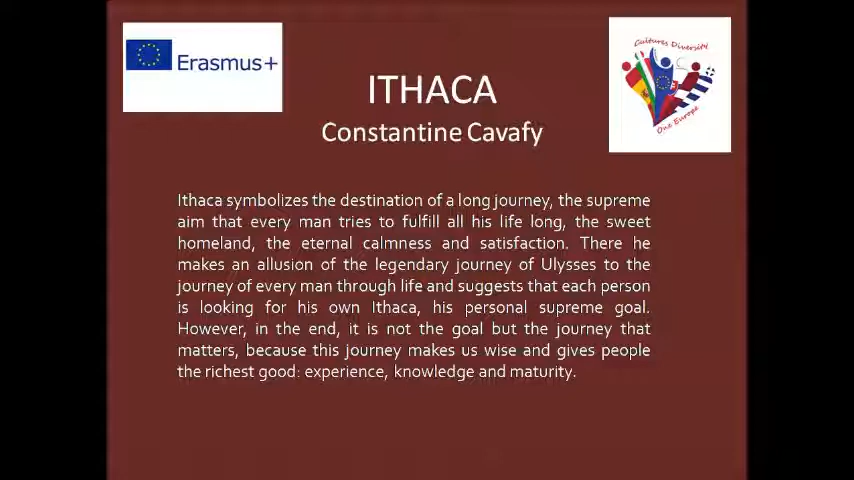 Erasmus+
Cultures Diversity
One Europe
ITHACA
Constantine Cavafy
Ithaca symbolizes the destination of a long journey, the supreme
aim that every man tries to fulfill all his life long, the sweet
homeland, the eternal calmness and satisfaction. There he
makes an allusion of the legendary journey of Ulysses to the
journey of every man through life and suggests that each person
is looking for his own Ithaca, his personal supreme goal.
However, in the end, it is not the goal but the journey that
matters, because this journey makes us wise and gives people
the richest good: experience, knowledge and maturity.